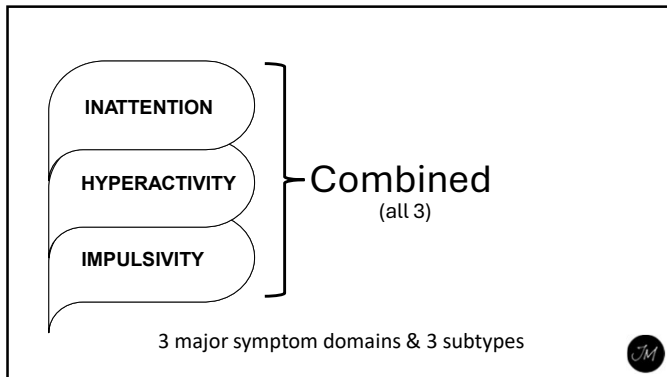 INATTENTION
HYPERACTIVITY
IMPULSIVITY
Combined
(all 3)
3 major symptom domains & 3 subtypes
JM